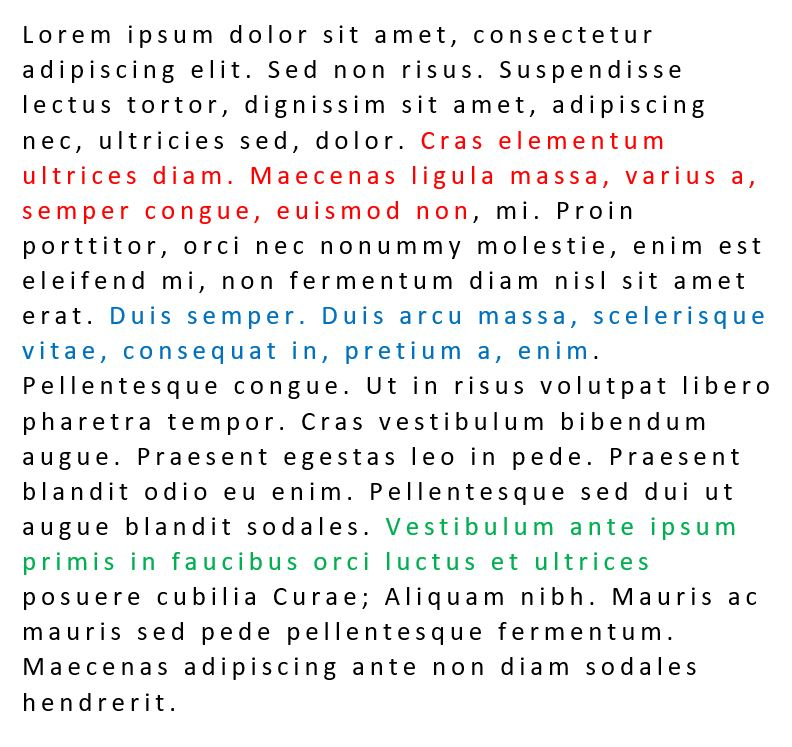 Lorem ipsum dolor sit amet, consectetur
adipiscing elit. Sed non risus. Suspendisse
lectus tortor, dignissim sit amet, adipiscing
nec, ultricies sed, dolor. Cras elementum
ultrices diam. Maecenas ligula massa, varius a,
semper congue, euismod non, mi. Proin
porttitor, orci nec nonummy molestie, enim est
eleifend mi, non fermentum diam nisl sit amet
erat. Duis semper. Duis arcu massa, scelerisque
vitae, consequat in, pretium a, enim.
Pellentesque congue. Ut in risus volutpat libero
pharetra tempor. Cras vestibulum bibendum
augue. Praesent egestas leo in pede. Praesent
blandit odio eu enim. Pellentesque sed dui ut
augue blandit sodales. Vestibulum ante ipsum
primis in faucibus orci luctus et ultrices
posuere cubilia Curae; Aliquam nibh. Mauris ac
mauris sed pede pellentesque fermentum.
Maecenas adipiscing ante non diam sodales
hendrerit.